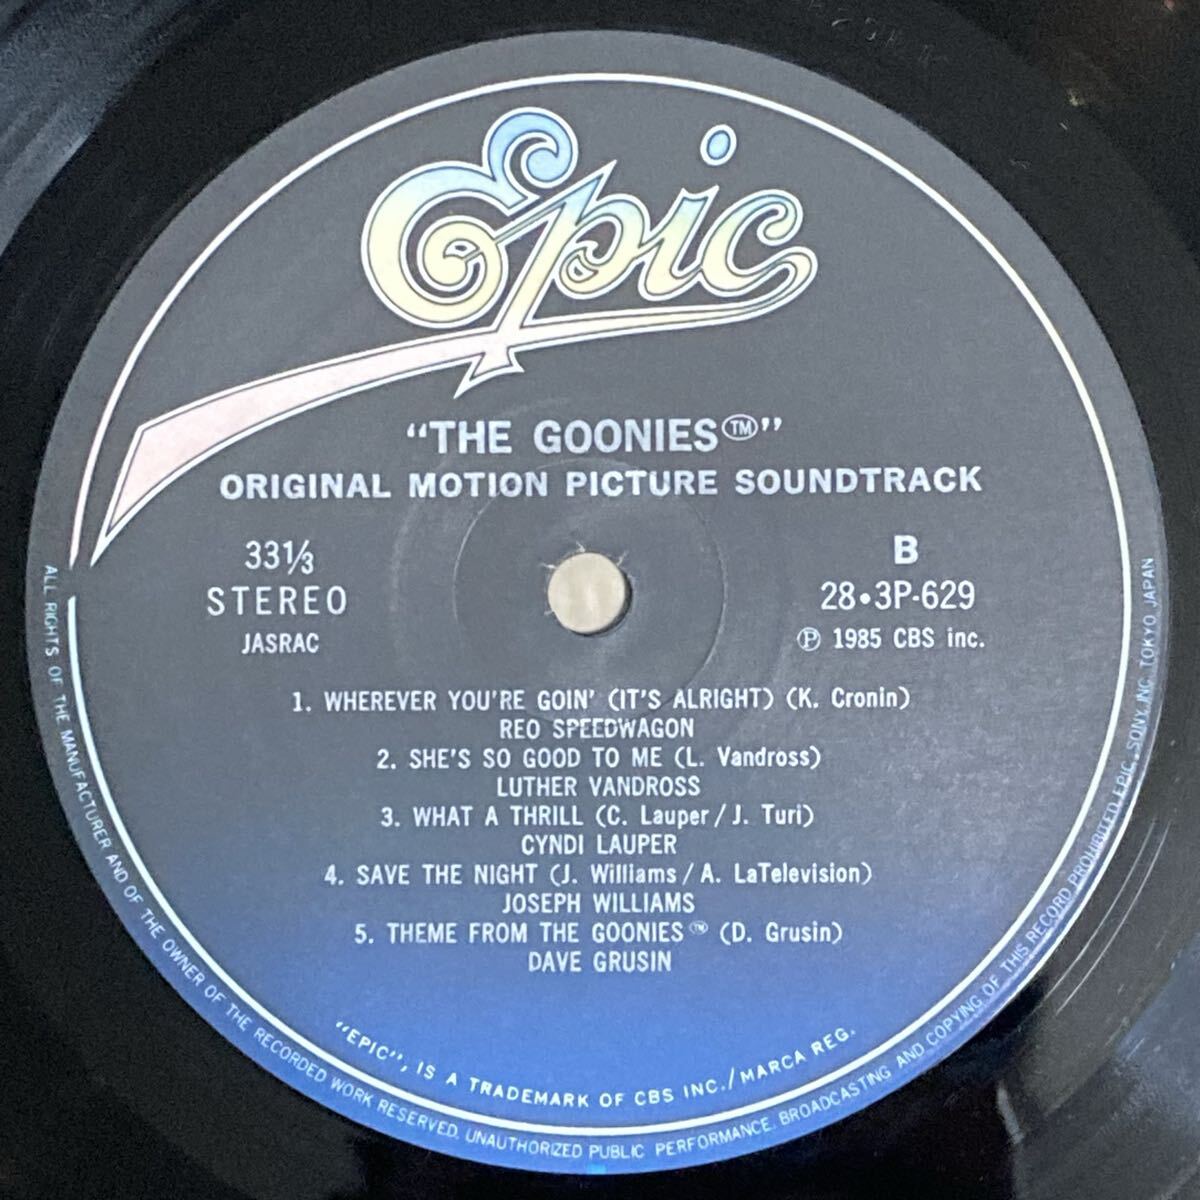 Epic
“THE GOONIES™”
ORIGINAL MOTION PICTURE SOUNDTRACK
33⅓
STEREO
JASRAC
B
28•3P-629
Ⓟ 1985 CBS inc.
1. WHEREVER YOU'RE GOIN' (IT'S ALRIGHT) (K. Cronin)
REO SPEEDWAGON
2. SHE'S SO GOOD TO ME (L. Vandross)
LUTHER VANDROSS
3. WHAT A THRILL (C. Lauper/J. Turi)
CYNDI LAUPER
4. SAVE THE NIGHT (J. Williams/A. LaTelevision)
JOSEPH WILLIAMS
5. THEME FROM THE GOONIES™ (D. Grusin)
DAVE GRUSIN
“EPIC”, IS A TRADEMARK OF CBS INC./MARCA REG.
ALL RIGHTS OF THE MANUFACTURER AND OF THE OWNER OF THE RECORDED WORK RESERVED. UNAUTHORIZED PUBLIC PERFORMANCE. BROADCASTING AND COPYING OF THIS RECORD PROHIBITED. EPIC. SONY. INC. TOKYO JAPAN